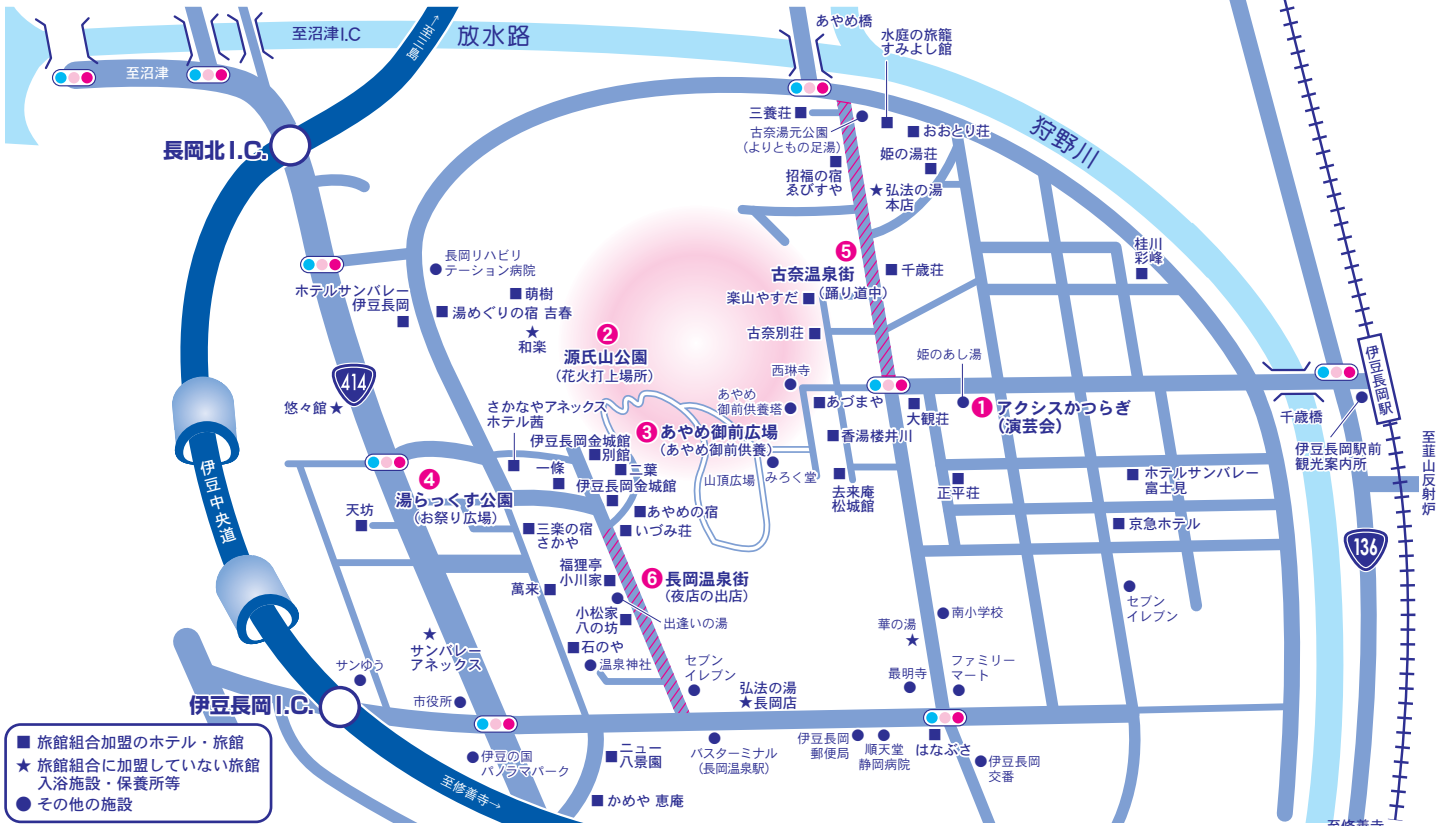 至沼津I.C
放水路
↑至三島
あやめ橋
水庭の旅籠
すみよし館
至沼津
長岡北I.C.
三養荘
古奈湯元公園
(よりともの足湯)
おおとり荘
狩野川
姫の湯荘
招福の宿
ゑびすや
弘法の湯
本店
長岡リハビリ
テーション病院
桂川
彩峰
5
古奈温泉街
(踊り道中)
千歳荘
ホテルサンバレー
伊豆長岡
萌樹
湯めぐりの宿 吉春
和楽
楽山やすだ
古奈別荘
2
源氏山公園
(花火打上場所)
姫のあし湯
伊豆長岡駅
414
悠々館
西琳寺
あやめ
御前供養塔
あづまや
大観荘
1
アクシスかつらぎ
(演芸会)
千歳橋
さかなやアネックス
ホテル茜
伊豆長岡金城館
別館
3
あやめ御前広場
(あやめ御前供養)
香湯楼井川
伊豆長岡駅前
観光案内所
至韮山反射炉
伊豆中央道
4
湯らっくす公園
(お祭り広場)
一條
二葉
伊豆長岡金城館
山頂広場
みろく堂
去来庵
松城館
正平荘
ホテルサンバレー
富士見
天坊
三楽の宿
さかや
あやめの宿
いづみ荘
京急ホテル
136
福狸亭
小川家
6
長岡温泉街
(夜店の出店)
萬来
小松家
八の坊
出逢いの湯
南小学校
セブン
イレブン
華の湯
サンバレー
アネックス
石のや
温泉神社
セブン
イレブン
最明寺
ファミリー
マート
サンゆう
伊豆長岡I.C.
市役所
弘法の湯
長岡店
伊豆の国
パノラマパーク
ニュー
八景園
バスターミナル
(長岡温泉駅)
伊豆長岡
郵便局
順天堂
静岡病院
はなぶさ
伊豆長岡
交番
かめや 恵庵
至修善寺→
至修善寺
■ 旅館組合加盟のホテル・旅館
★ 旅館組合に加盟していない旅館
入浴施設・保養所等
● その他の施設